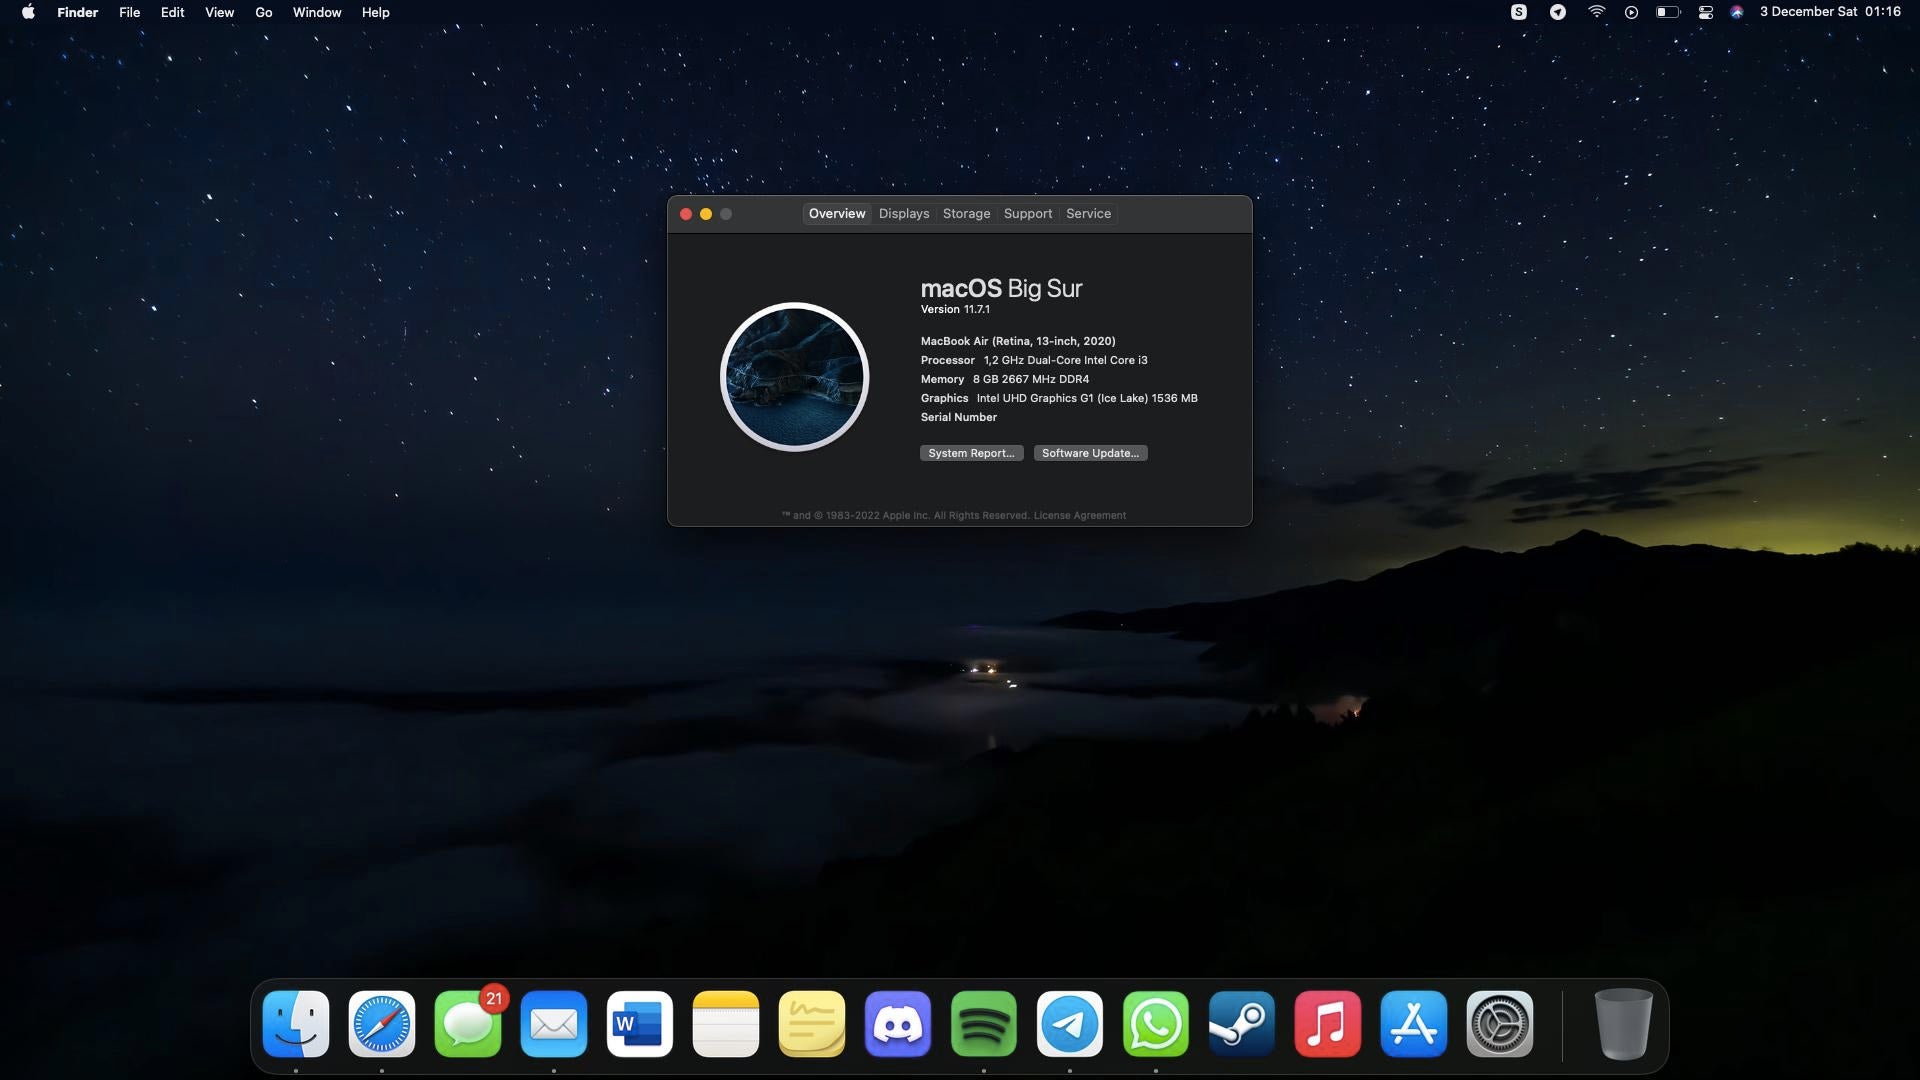 Finder File Edit View Go Window Help
S 3 December Sat 01:16
Overview Displays Storage Support Service
macOS Big Sur
Version 11.7.1
MacBook Air (Retina, 13-inch, 2020)
Processor 1,2 GHz Dual-Core Intel Core i3
Memory 8 GB 2667 MHz DDR4
Graphics Intel UHD Graphics G1 (Ice Lake) 1536 MB
Serial Number
System Report... Software Update...
™ and © 1983-2022 Apple Inc. All Rights Reserved. License Agreement
21
W